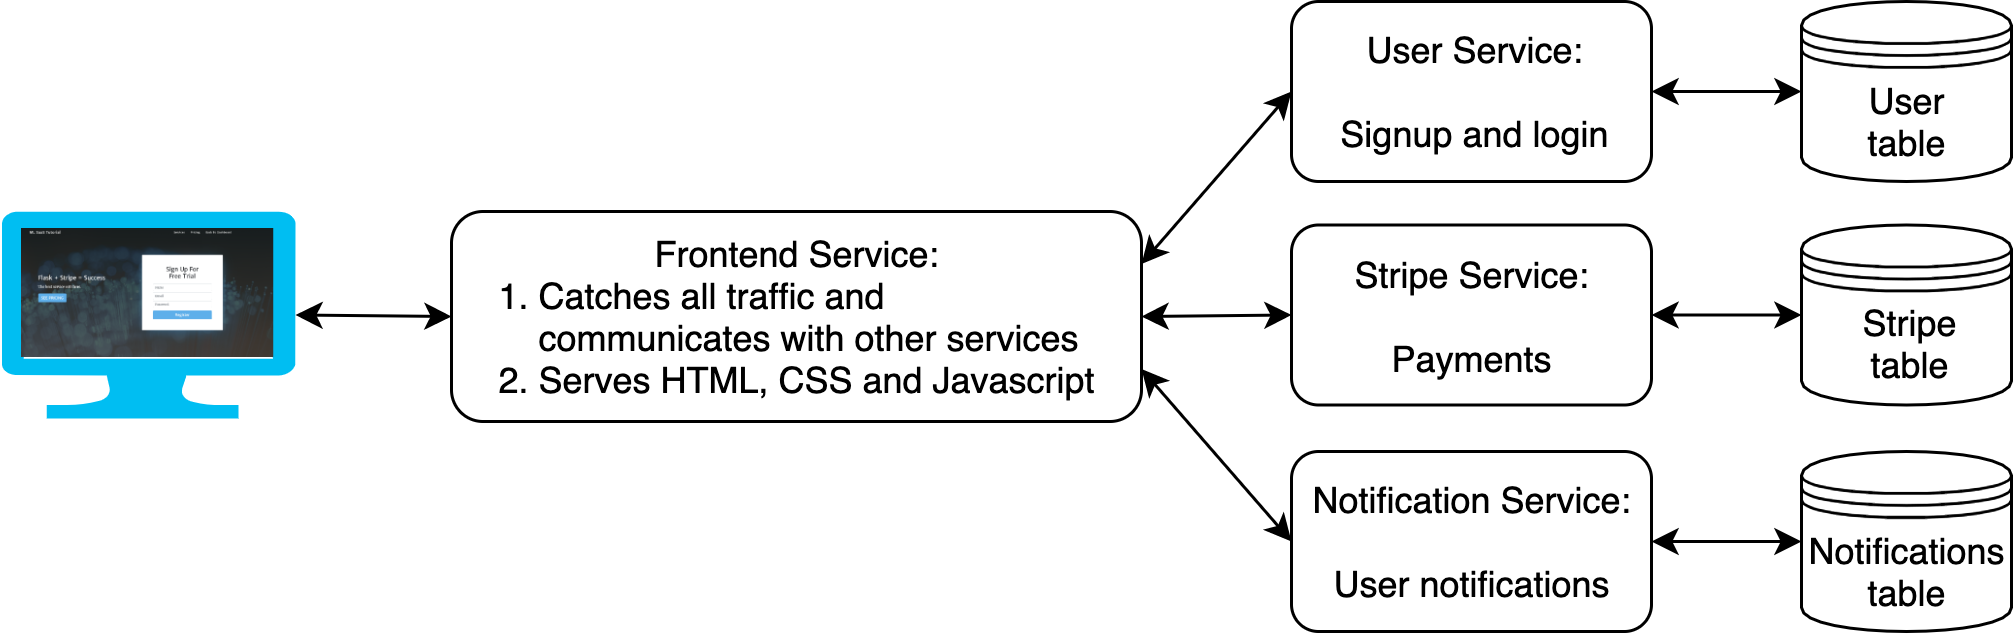 User Service:
Signup and login
User
table
Frontend Service:
1. Catches all traffic and
communicates with other services
2. Serves HTML, CSS and Javascript
Stripe Service:
Payments
Stripe
table
Notification Service:
User notifications
Notifications
table
Flask + Stripe = Success
Sign Up For
Free Trial
Register